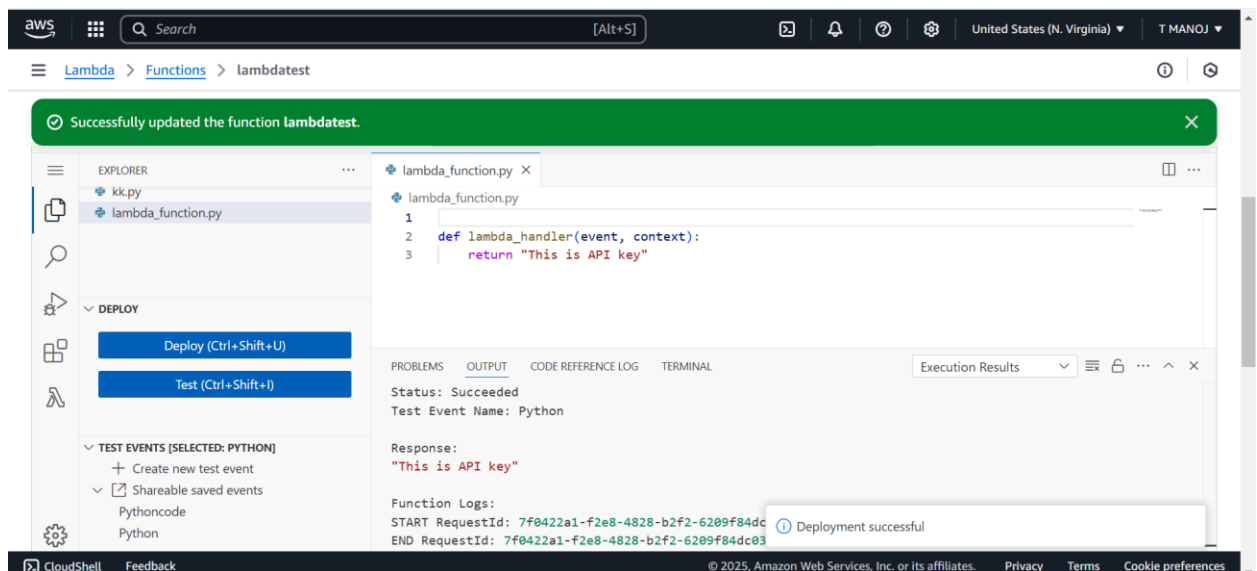 aws
Search
[Alt+S]
United States (N. Virginia)
T MANOJ
Lambda > Functions > lambdatest
Successfully updated the function lambdatest.
EXPLORER
kk.py
lambda_function.py
DEPLOY
Deploy (Ctrl+Shift+U)
Test (Ctrl+Shift+I)
TEST EVENTS [SELECTED: PYTHON]
Create new test event
Shareable saved events
Pythoncode
Python
lambda_function.py
lambda_function.py
1
2 def lambda_handler(event, context):
3 return "This is API key"
PROBLEMS OUTPUT CODE REFERENCE LOG TERMINAL
Execution Results
Status: Succeeded
Test Event Name: Python
Response:
"This is API key"
Function Logs:
START RequestId: 7f0422a1-f2e8-4828-b2f2-6209f84dc
END RequestId: 7f0422a1-f2e8-4828-b2f2-6209f84dc03
Deployment successful
CloudShell Feedback
© 2025, Amazon Web Services, Inc. or its affiliates. Privacy Terms Cookie preferences